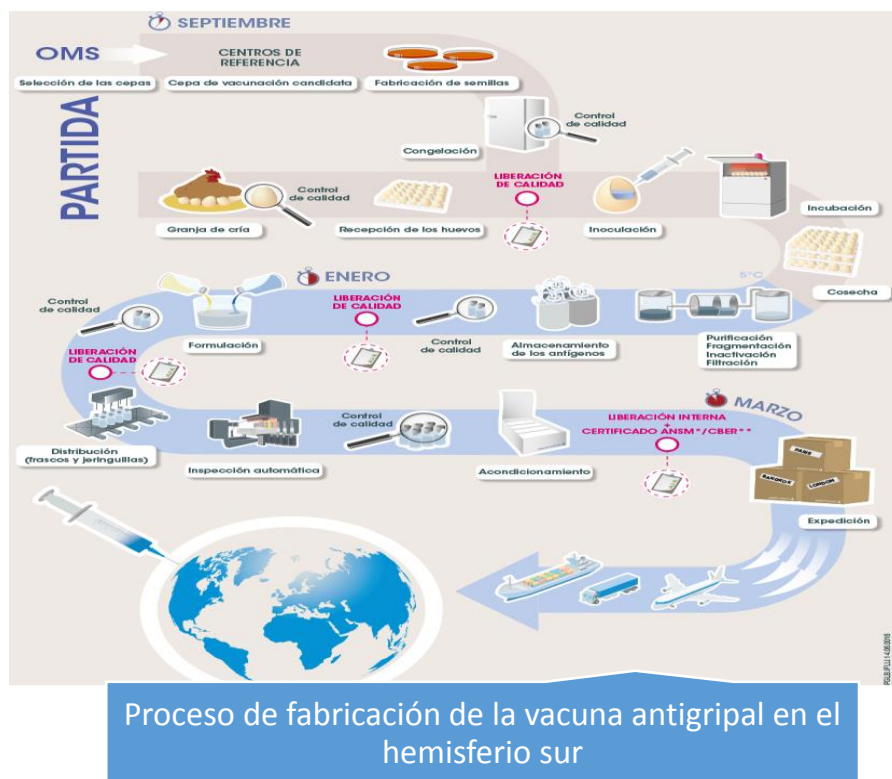 SEPTIEMBRE
OMS
CENTROS DE
REFERENCIA
Selección de las cepas
Cepa de vacunación candidata
Fabricación de semillas
PARTIDA
Control
de calidad
Congelación
Control
de calidad
LIBERACIÓN
DE CALIDAD
Granja de cría
Recepción de los huevos
Inoculación
Incubación
Cosecha
5°C
ENERO
Control
de calidad
LIBERACIÓN
DE CALIDAD
Formulación
Control
de calidad
Almacenamiento
de los antígenos
Purificación
Fragmentación
Inactivación
Filtración
LIBERACIÓN
DE CALIDAD
MARZO
Control
de calidad
LIBERACIÓN INTERNA
+
CERTIFICADO ANSM*/CBER**
Distribución
(frascos y jeringuillas)
Inspección automática
Acondicionamiento
PARIS
BANGKOK
LONDON
Expedición
Proceso de fabricación de la vacuna antigripal en el
hemisferio sur